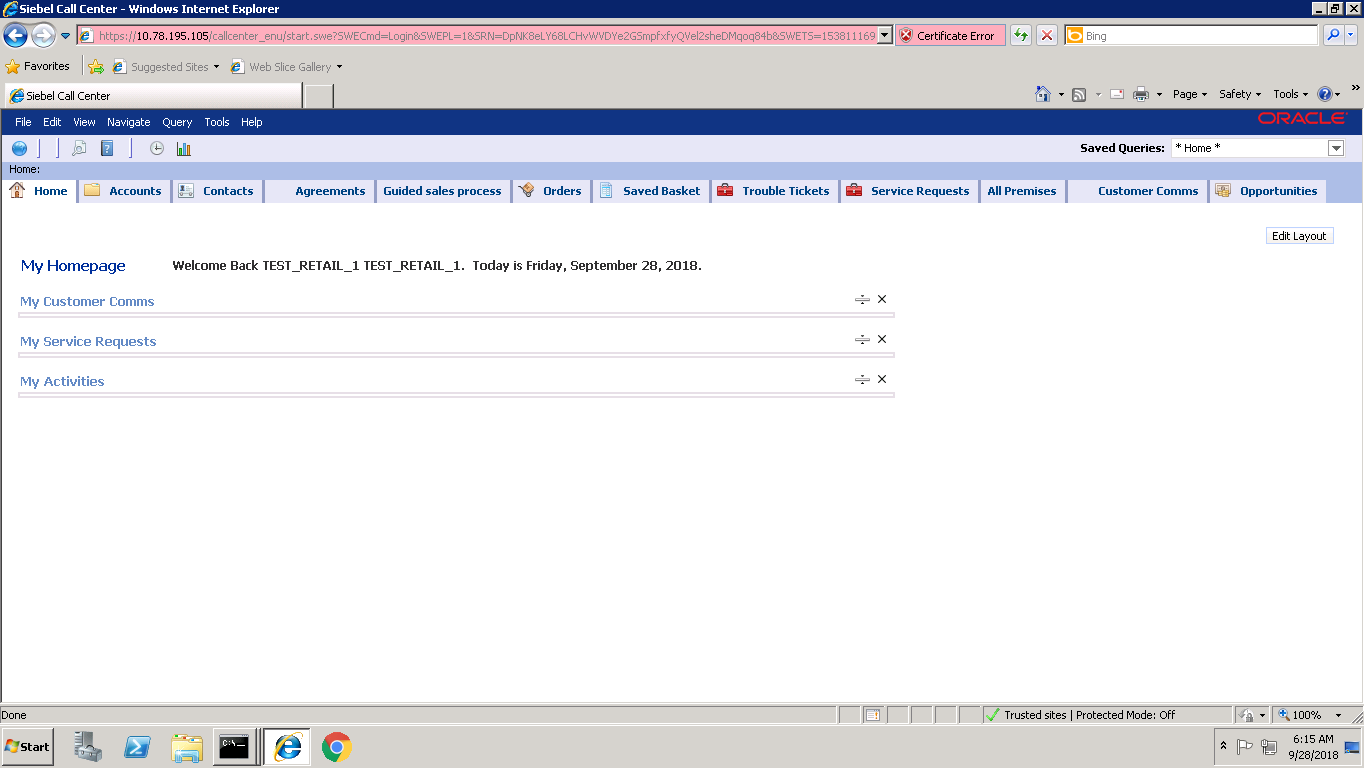 Siebel Call Center - Windows Internet Explorer
https://10.78.195.105/callcenter_enu/start.swe?SWECmd=Login&SWEPL=1&SRN=DpNK8eLY68LCHvWVDYe2GSmpfxfyQVel2sheDMqoq84b&SWETS=153811169
Certificate Error
Bing
Favorites
Suggested Sites
Web Slice Gallery
Siebel Call Center
Page
Safety
Tools
File Edit View Navigate Query Tools Help
ORACLE
Saved Queries: * Home *
Home:
Home Accounts Contacts Agreements Guided sales process Orders Saved Basket Trouble Tickets Service Requests All Premises Customer Comms Opportunities
Edit Layout
My Homepage Welcome Back TEST_RETAIL_1 TEST_RETAIL_1. Today is Friday, September 28, 2018.
My Customer Comms
My Service Requests
My Activities
Done
Trusted sites | Protected Mode: Off
100%
Start
C:\.
6:15 AM
9/28/2018